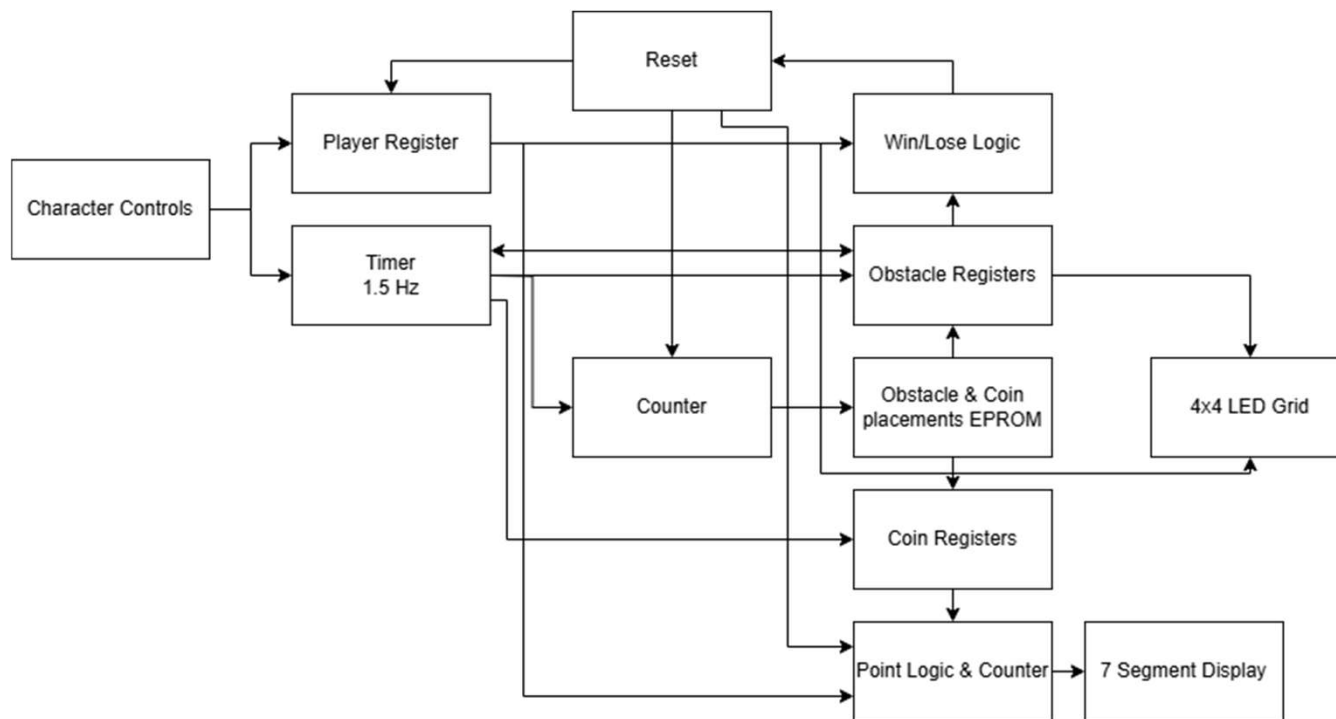 Reset
Player Register
Win/Lose Logic
Character Controls
Timer
1.5 Hz
Obstacle Registers
Counter
Obstacle & Coin
placements EPROM
4x4 LED Grid
Coin Registers
Point Logic & Counter
7 Segment Display